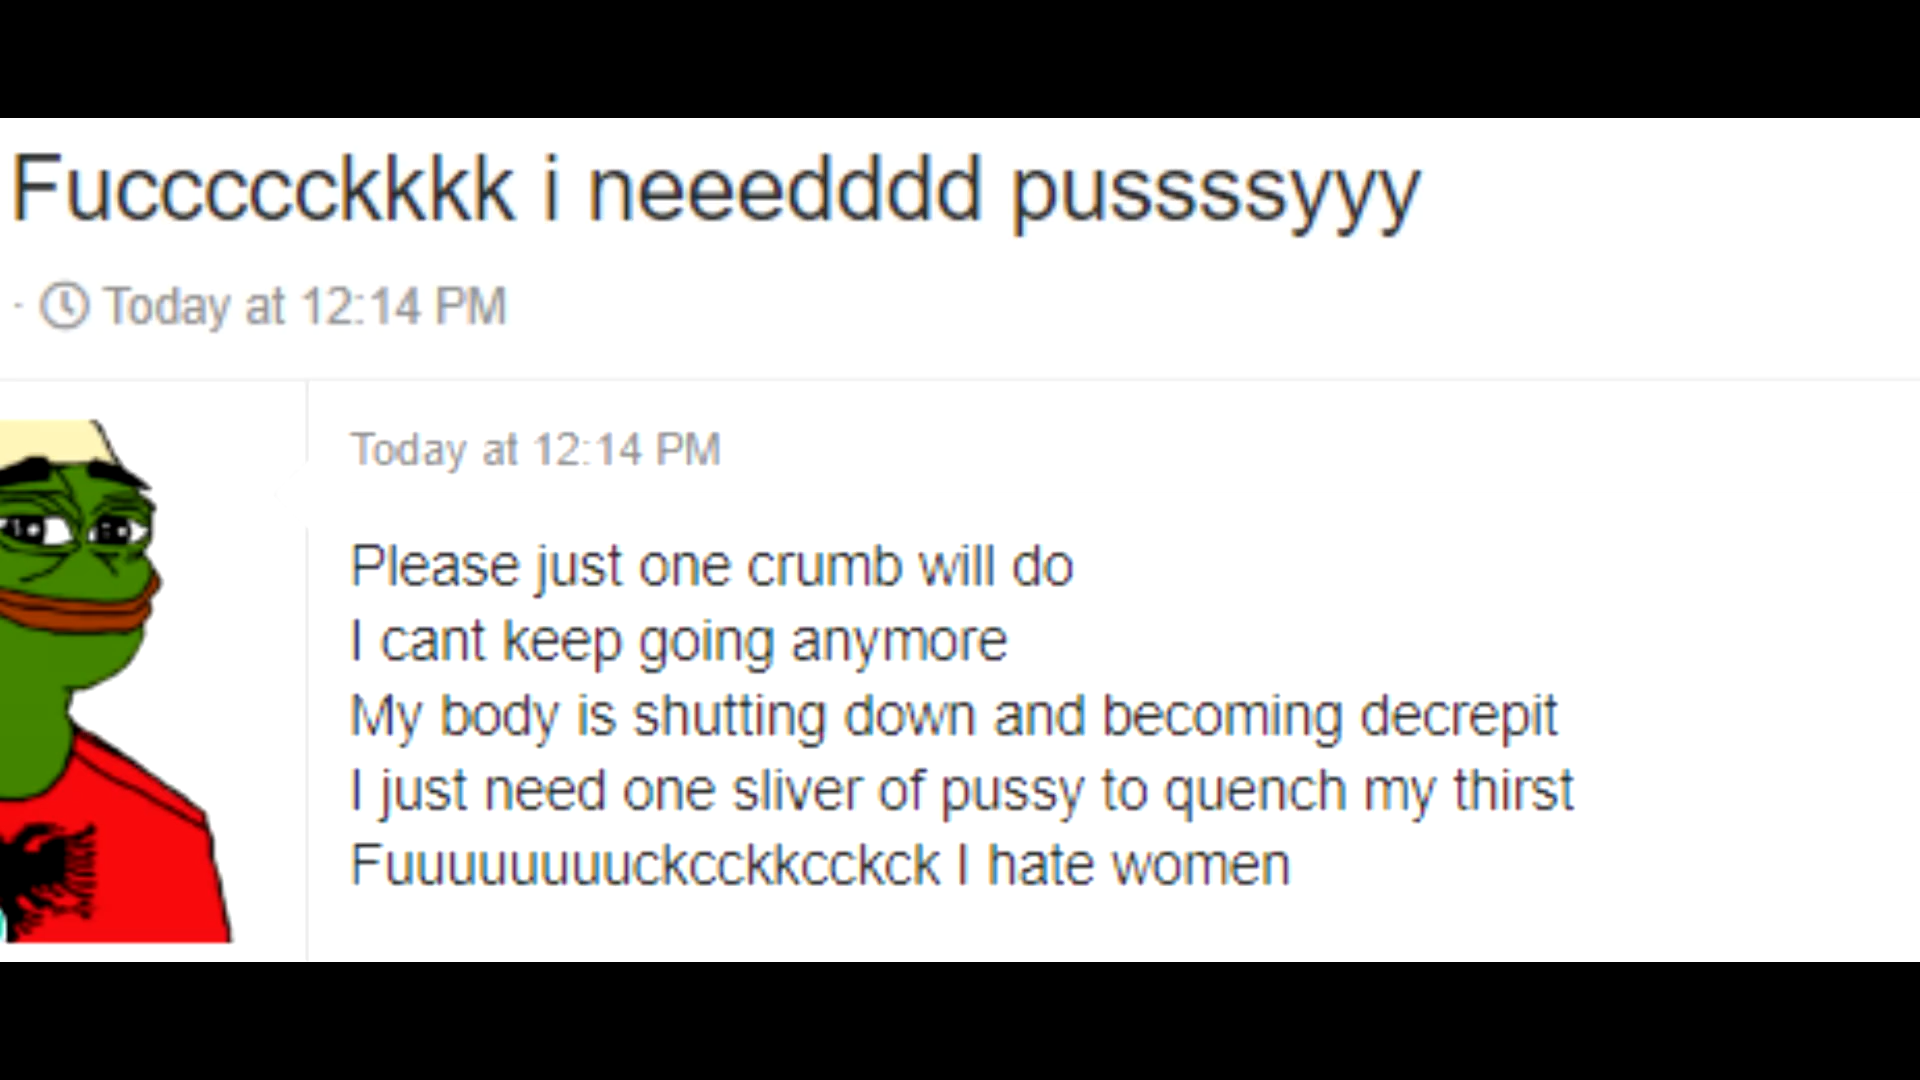 Fuccccckkkk i neeedddd pussssyyy
· Today at 12:14 PM
Today at 12:14 PM
Please just one crumb will do
I cant keep going anymore
My body is shutting down and becoming decrepit
I just need one sliver of pussy to quench my thirst
Fuuuuuuuuckcckkcckck I hate women